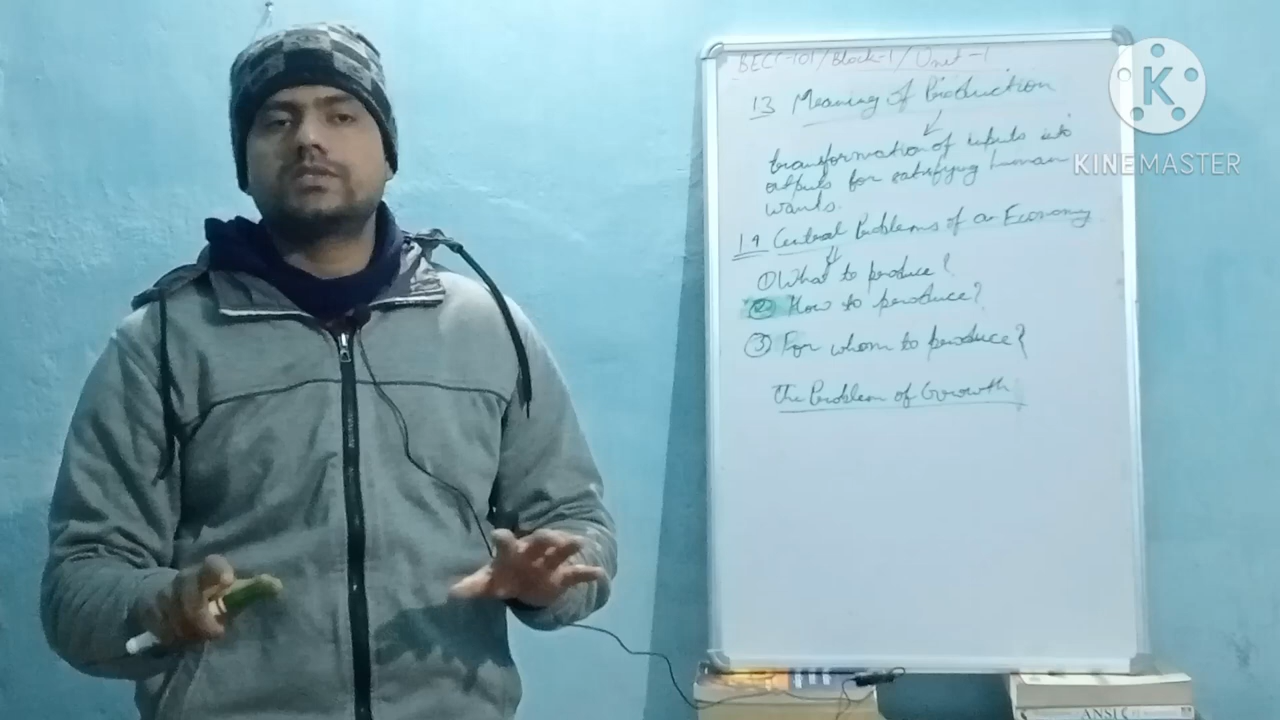 BECC-101/Block-1/Unit-1
1.3 Meaning of Production
transformation of inputs into
outputs for satisfying human
wants.
1.4 Central Problems of an Economy
① What to produce?
② How to produce?
③ For whom to produce?
The Problem of Growth
K
KINEMASTER
ANSI C